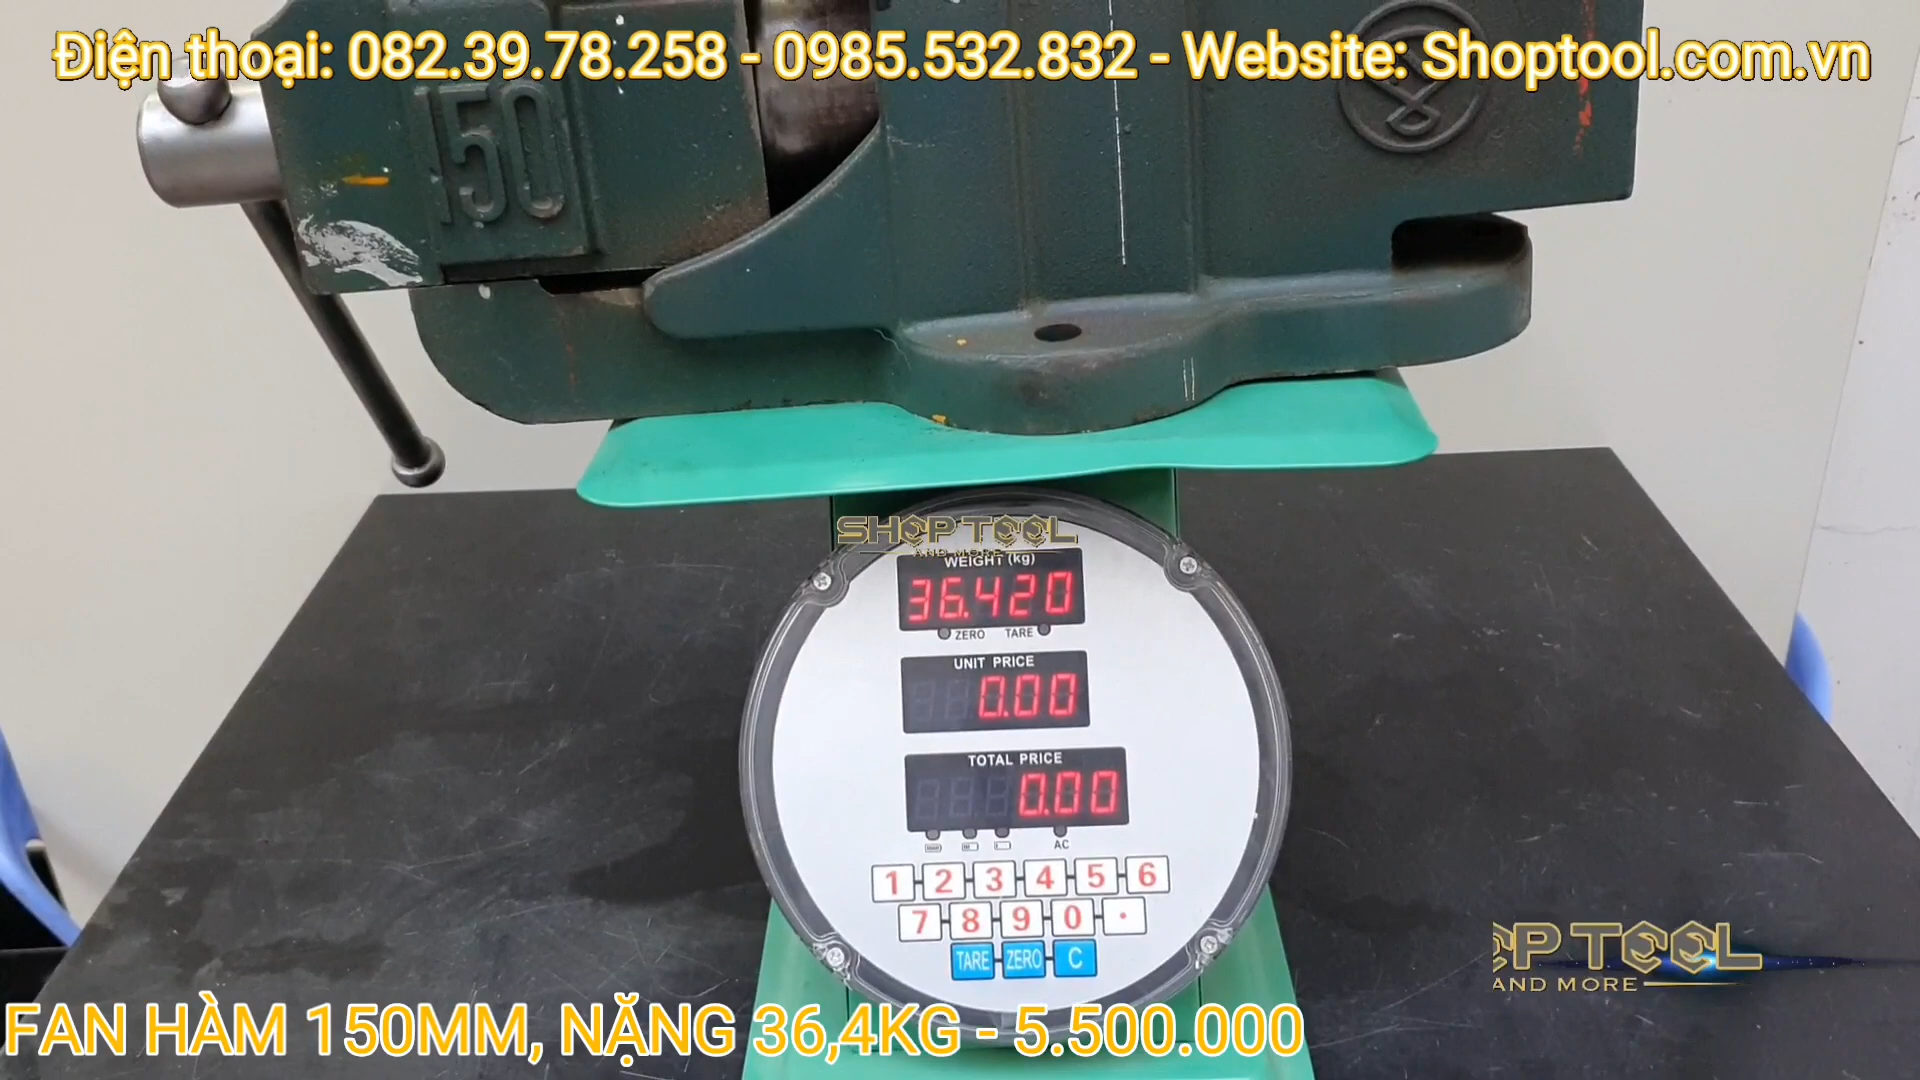 Điện thoại: 082.39.78.258 - 0985.532.832 - Website: Shoptool.com.vn
150
SHOP TOOL
AND MORE
WEIGHT (kg)
36.420
ZERO TARE
UNIT PRICE
0.00
TOTAL PRICE
0.00
AC
1 2 3 4 5 6
7 8 9 0 .
TARE ZERO C
OP TOOL
AND MORE
FAN HÀM 150MM, NẶNG 36,4KG - 5.500.000